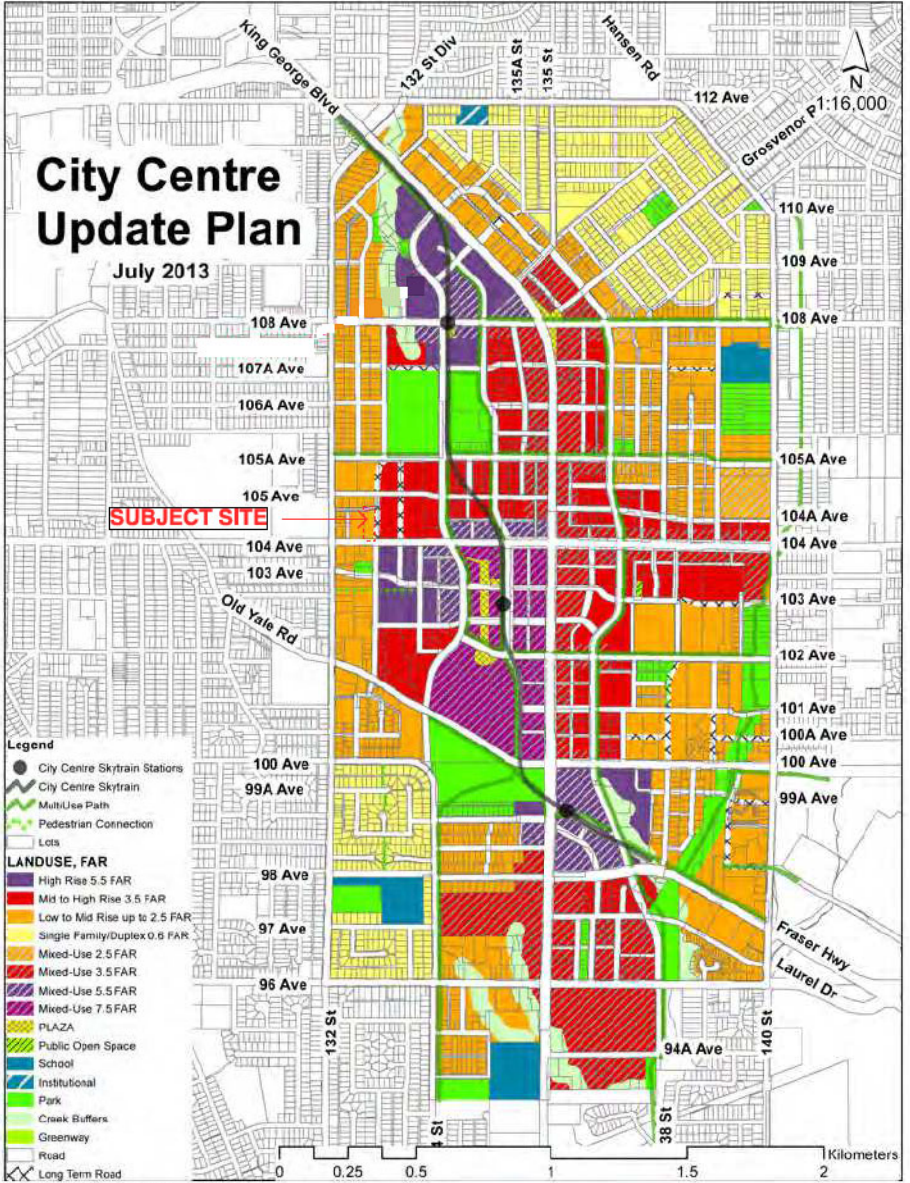 King George Blvd
132 St Div
135A St
135 St
Hansen Rd
N
1:16,000
112 Ave
Grosvenor R
City Centre
Update Plan
July 2013
110 Ave
109 Ave
108 Ave
108 Ave
107A Ave
106A Ave
105A Ave
105A Ave
105 Ave
SUBJECT SITE
104A Ave
104 Ave
104 Ave
103 Ave
103 Ave
Old Yale Rd
102 Ave
101 Ave
100A Ave
100 Ave
100 Ave
99A Ave
99A Ave
98 Ave
97 Ave
96 Ave
Fraser Hwy
Laurel Dr
132 St
140 St
94A Ave
4 St
38 St
Legend
City Centre Skytrain Stations
City Centre Skytrain
MultiUse Path
Pedestrian Connection
Lots
LANDUSE, FAR
High Rise 5.5 FAR
Mid to High Rise 3.5 FAR
Low to Mid Rise up to 2.5 FAR
Single Family/Duplex 0.6 FAR
Mixed-Use 2.5 FAR
Mixed-Use 3.5 FAR
Mixed-Use 5.5 FAR
Mixed-Use 7.5 FAR
PLAZA
Public Open Space
School
Institutional
Park
Creek Buffers
Greenway
Road
Long Term Road
0 0.25 0.5 1 1.5 2
Kilometers